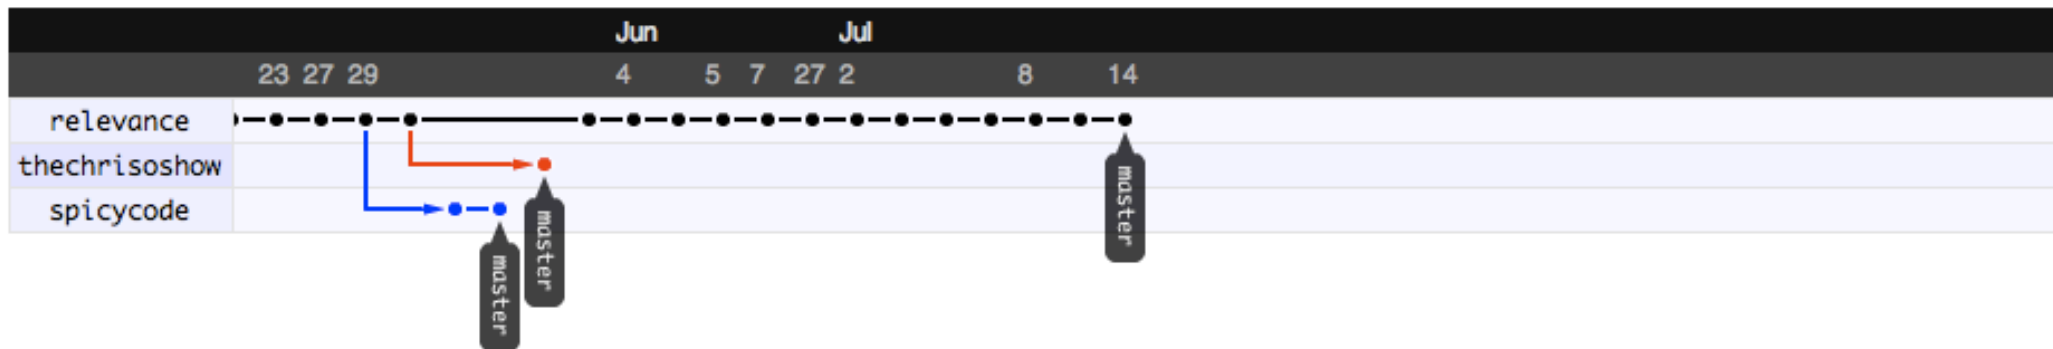 Jun Jul
23 27 29 4 5 7 27 2 8 14
relevance
thechrisoshow
spicycode
master
master
master